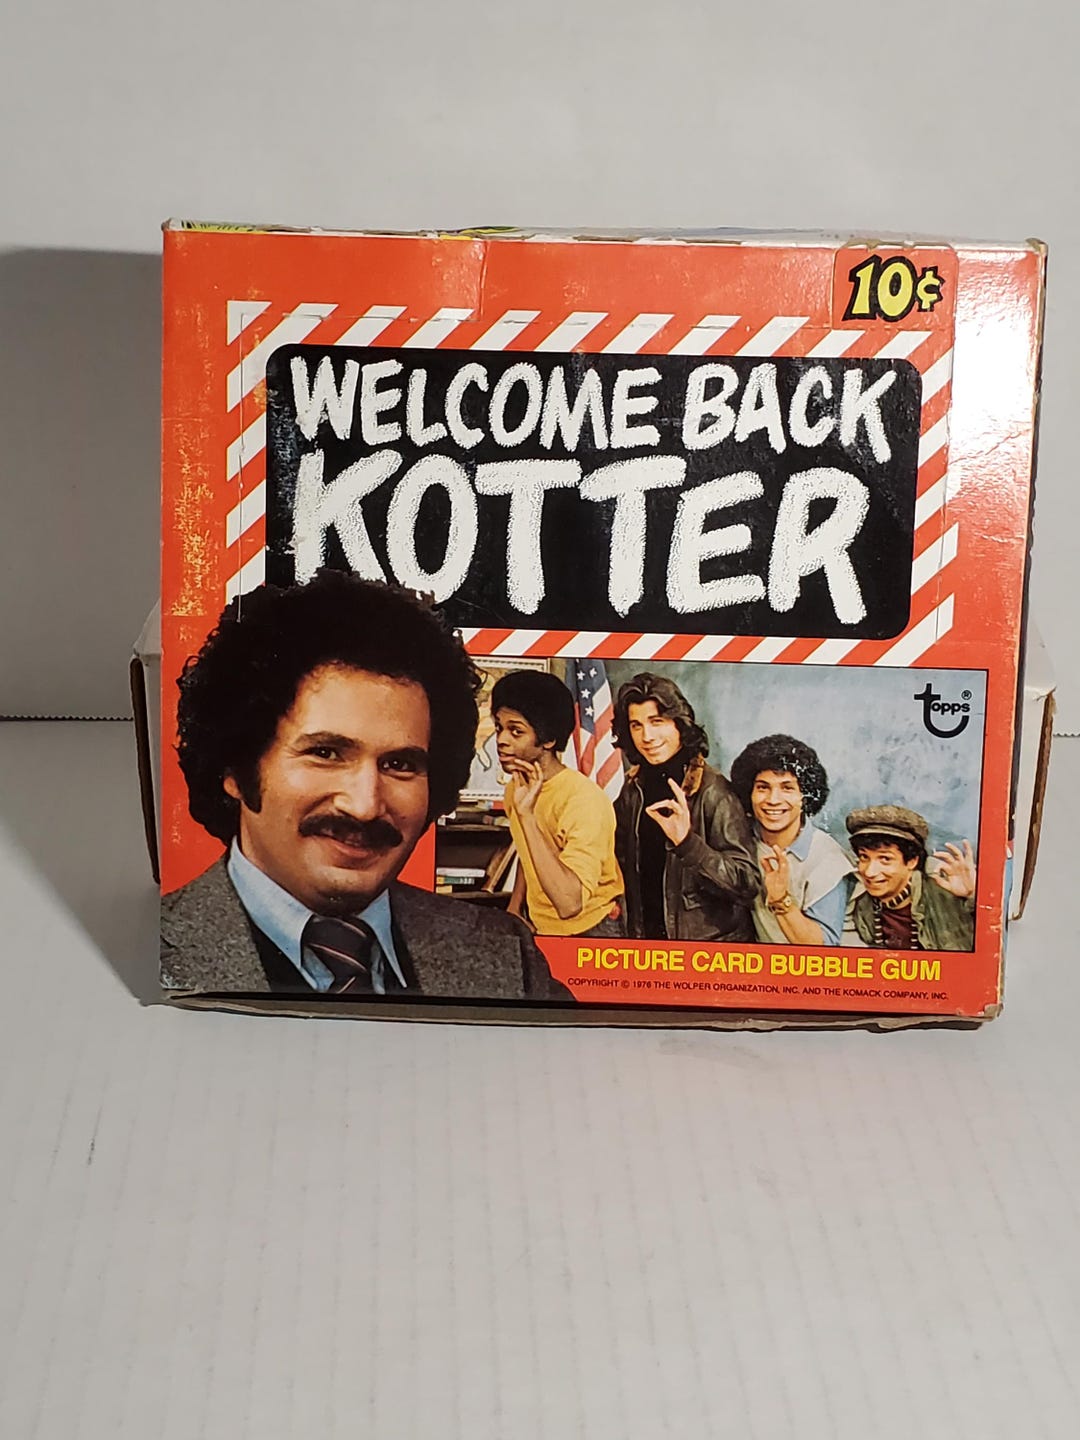 10¢
WELCOME BACK
KOTTER
topps®
PICTURE CARD BUBBLE GUM
COPYRIGHT © 1976 THE WOLPER ORGANIZATION, INC. AND THE KOMACK COMPANY, INC.